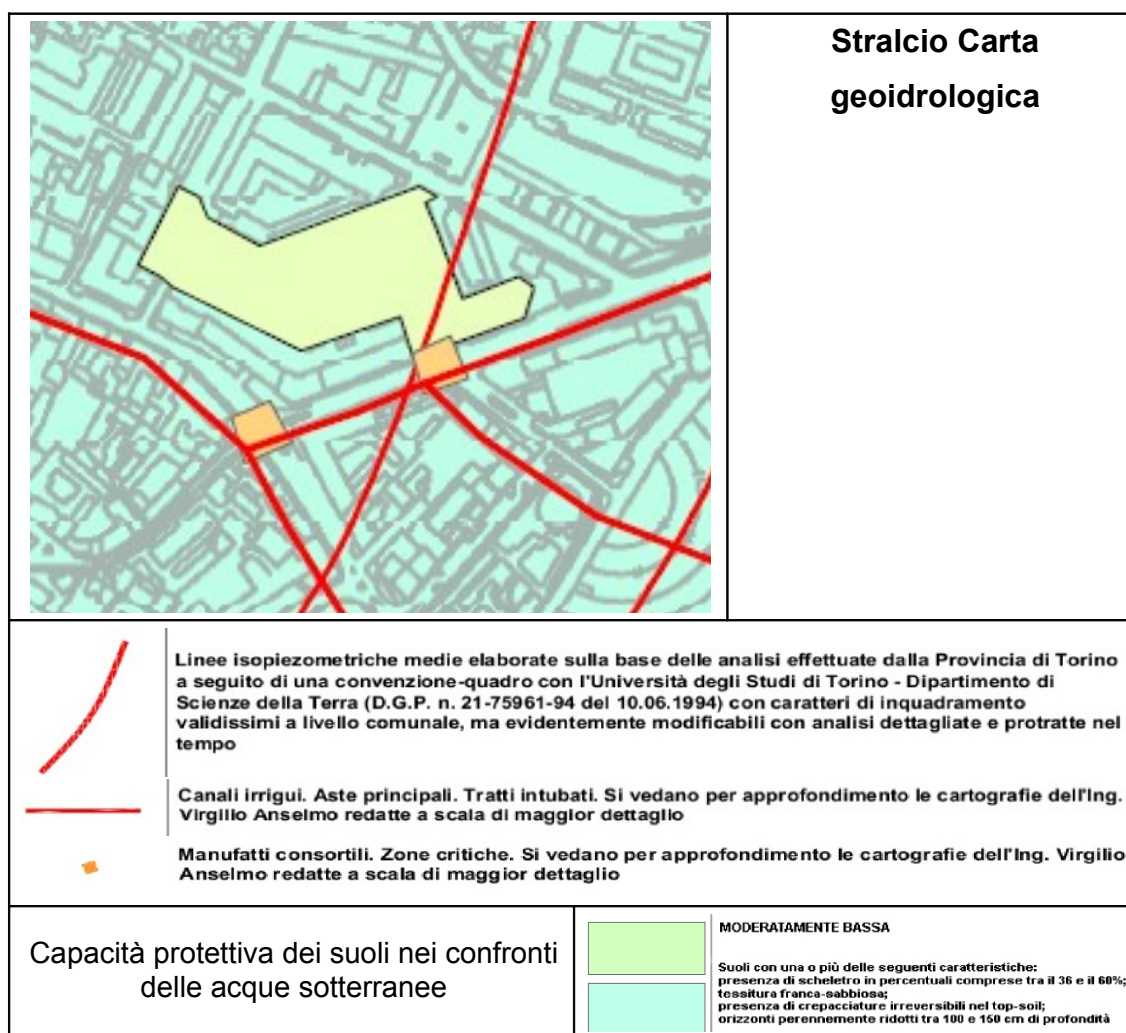 Stralcio Carta
geoidrologica
Linee isopiezometriche medie elaborate sulla base delle analisi effettuate dalla Provincia di Torino
a seguito di una convenzione-quadro con l'Università degli Studi di Torino - Dipartimento di
Scienze della Terra (D.G.P. n. 21-75961-94 del 10.06.1994) con caratteri di inquadramento
validissimi a livello comunale, ma evidentemente modificabili con analisi dettagliate e protratte nel
tempo
Canali irrigui. Aste principali. Tratti intubati. Si vedano per approfondimento le cartografie dell'Ing.
Virgilio Anselmo redatte a scala di maggior dettaglio
Manufatti consortili. Zone critiche. Si vedano per approfondimento le cartografie dell'Ing. Virgilio
Anselmo redatte a scala di maggior dettaglio
Capacità protettiva dei suoli nei confronti
delle acque sotterranee
MODERATAMENTE BASSA
Suoli con una o più delle seguenti caratteristiche:
presenza di scheletro in percentuali comprese tra il 36 e il 60%;
tessitura franca-sabbiosa;
presenza di crepacciature irreversibili nel top-soil;
orizzonti perennemente ridotti tra 100 e 150 cm di profondità